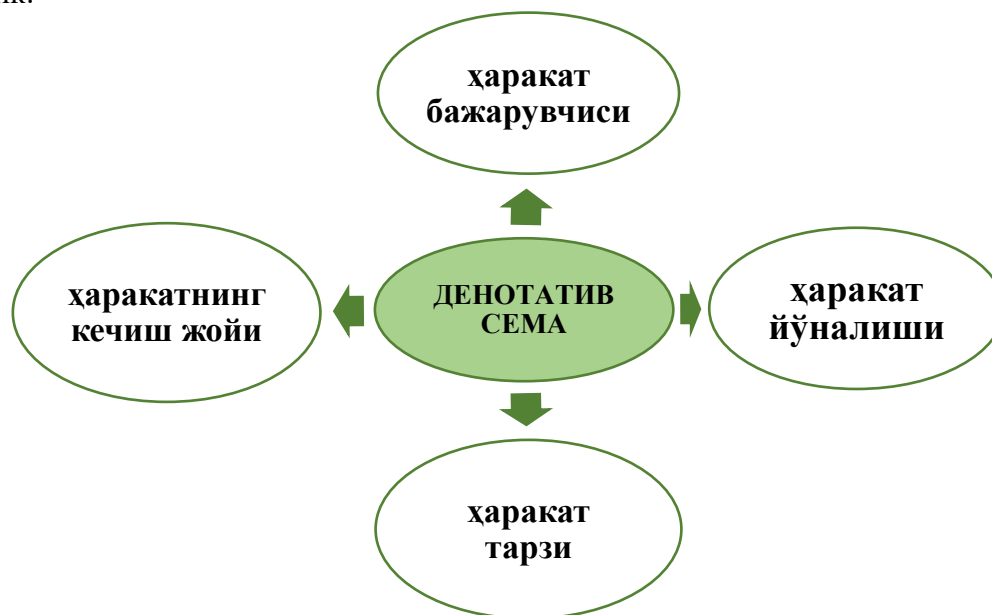 ҳаракат
бажарувчиси
ҳаракатнинг
кечиш жойи
ДЕНОТАТИВ
СЕМА
ҳаракат
йўналиши
ҳаракат
тарзи